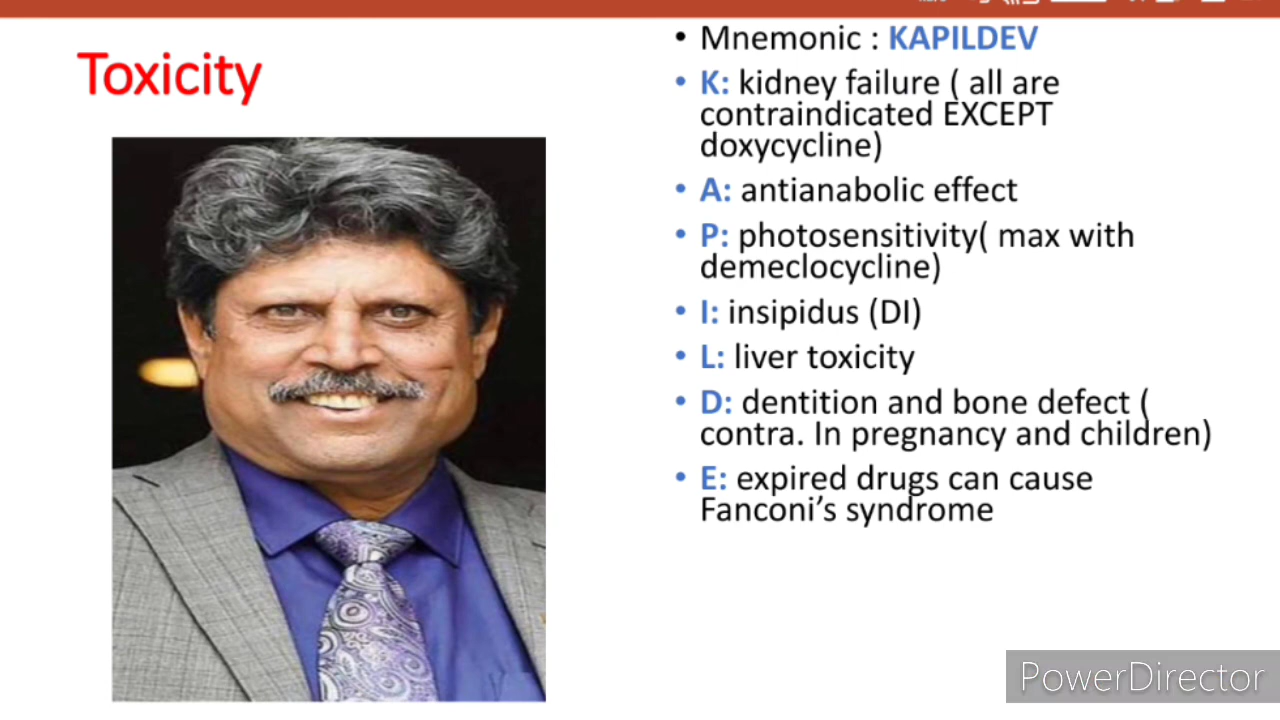 Toxicity
• Mnemonic : KAPILDEV
• K: kidney failure ( all are
contraindicated EXCEPT
doxycycline)
• A: antianabolic effect
• P: photosensitivity( max with
demeclocycline)
• I: insipidus (DI)
• L: liver toxicity
• D: dentition and bone defect (
contra. In pregnancy and children)
• E: expired drugs can cause
Fanconi’s syndrome
PowerDirector